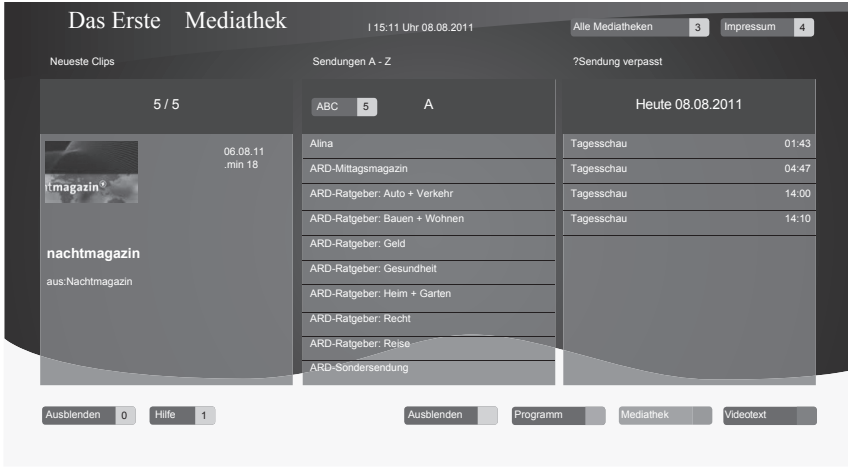 Das Erste Mediathek
I 15:11 Uhr 08.08.2011
Alle Mediatheken 3
Impressum 4
Neueste Clips
5 / 5
tmagazin
06.08.11
.min 18
nachtmagazin
aus:Nachtmagazin
Sendungen A - Z
ABC 5 A
Alina
ARD-Mittagsmagazin
ARD-Ratgeber: Auto + Verkehr
ARD-Ratgeber: Bauen + Wohnen
ARD-Ratgeber: Geld
ARD-Ratgeber: Gesundheit
ARD-Ratgeber: Heim + Garten
ARD-Ratgeber: Recht
ARD-Ratgeber: Reise
ARD-Sondersendung
?Sendung verpasst
Heute 08.08.2011
Tagesschau 01:43
Tagesschau 04:47
Tagesschau 14:00
Tagesschau 14:10
Ausblenden 0
Hilfe 1
Ausblenden
Programm
Mediathek
Videotext